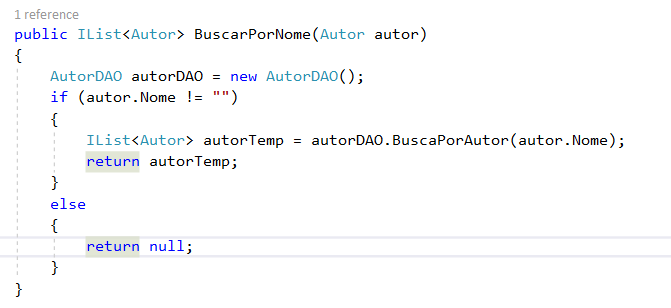 1 reference
public IList<Autor> BuscarPorNome(Autor autor)
{
    AutorDAO autorDAO = new AutorDAO();
    if (autor.Nome != "")
    {
        IList<Autor> autorTemp = autorDAO.BuscaPorAutor(autor.Nome);
        return autorTemp;
    }
    else
    {
        return null;
    }
}